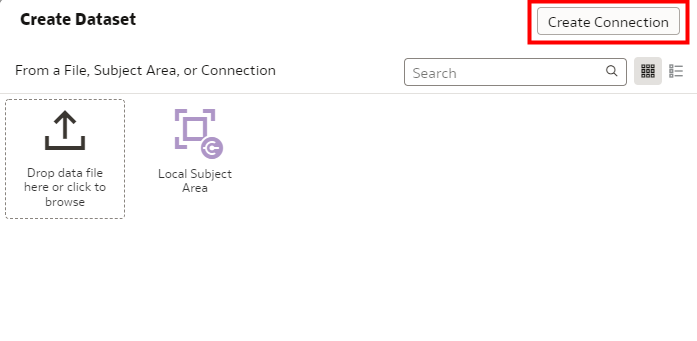 Create Dataset
Create Connection
From a File, Subject Area, or Connection
Search
Drop data file
here or click to
browse
Local Subject
Area